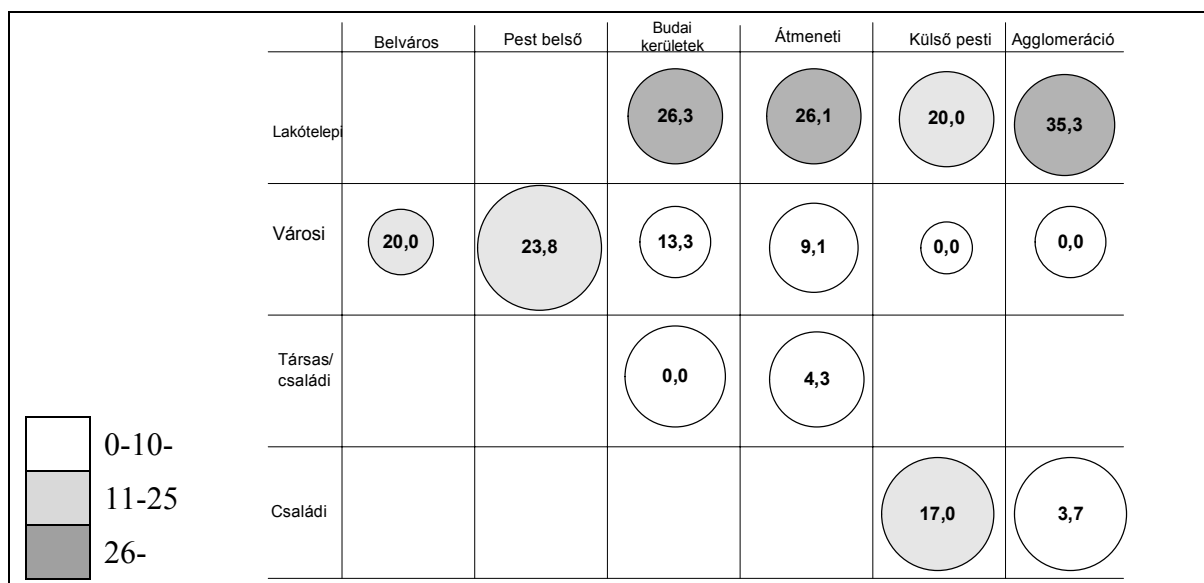 Belváros Pest belső Budai kerületek Átmeneti Külső pesti Agglomeráció
Lakótelepi 26,3 26,1 20,0 35,3
Városi 20,0 23,8 13,3 9,1 0,0 0,0
Társas/
családi 0,0 4,3
Családi 17,0 3,7
0-10-
11-25
26-